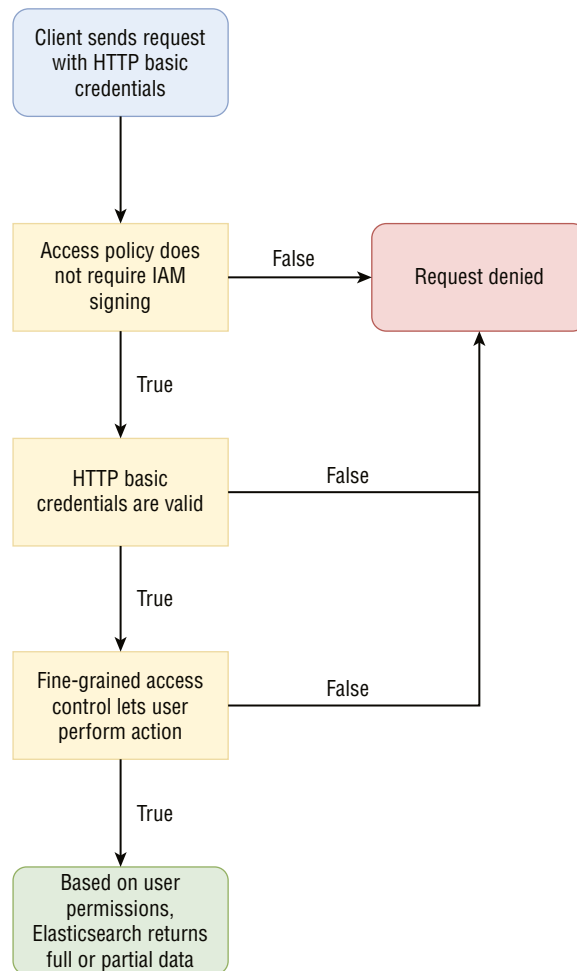 Client sends request
with HTTP basic
credentials
Access policy does
not require IAM
signing
False
Request denied
True
HTTP basic
credentials are valid
False
True
Fine-grained access
control lets user
perform action
False
True
Based on user
permissions,
Elasticsearch returns
full or partial data